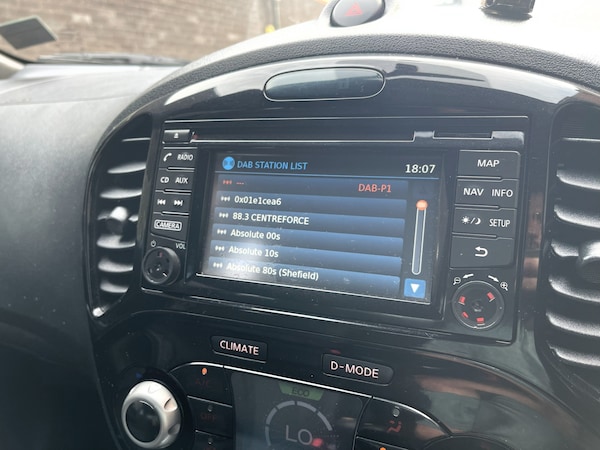 DAB STATION LIST 18:07
--- DAB-P1
0x01e1cea6
88.3 CENTREFORCE
Absolute 00s
Absolute 10s
Absolute 80s (Shefield)
RADIO
CD AUX
CAMERA
VOL
MAP
NAV INFO
SETUP
CLIMATE
D-MODE
ECO
LO